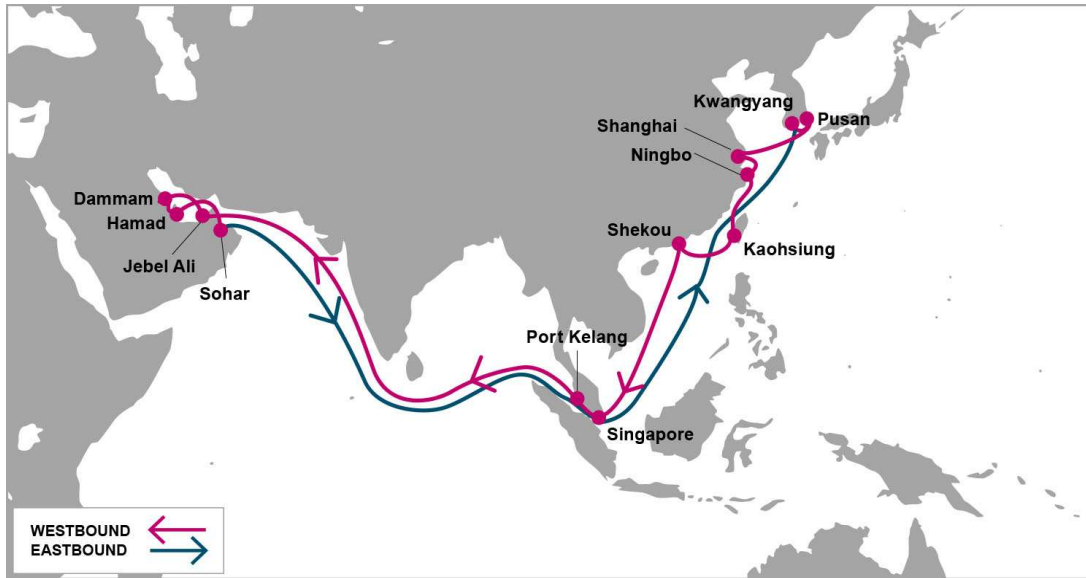 Kwangyang
Pusan
Shanghai
Ningbo
Dammam
Hamad
Shekou
Kaohsiung
Jebel Ali
Sohar
Port Kelang
Singapore
WESTBOUND
EASTBOUND